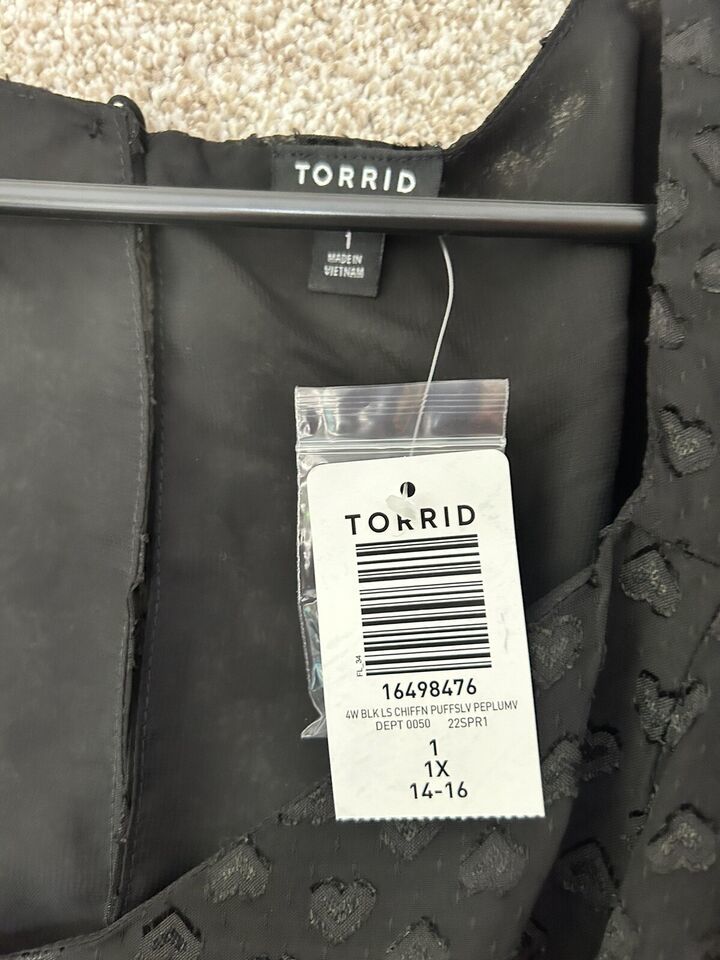 TORRID
1
MADE IN
VIETNAM
TORRID
FL_34
16498476
4W BLK LS CHIFFN PUFFSLV PEPLUMV
DEPT 0050 22SPR1
1
1X
14-16